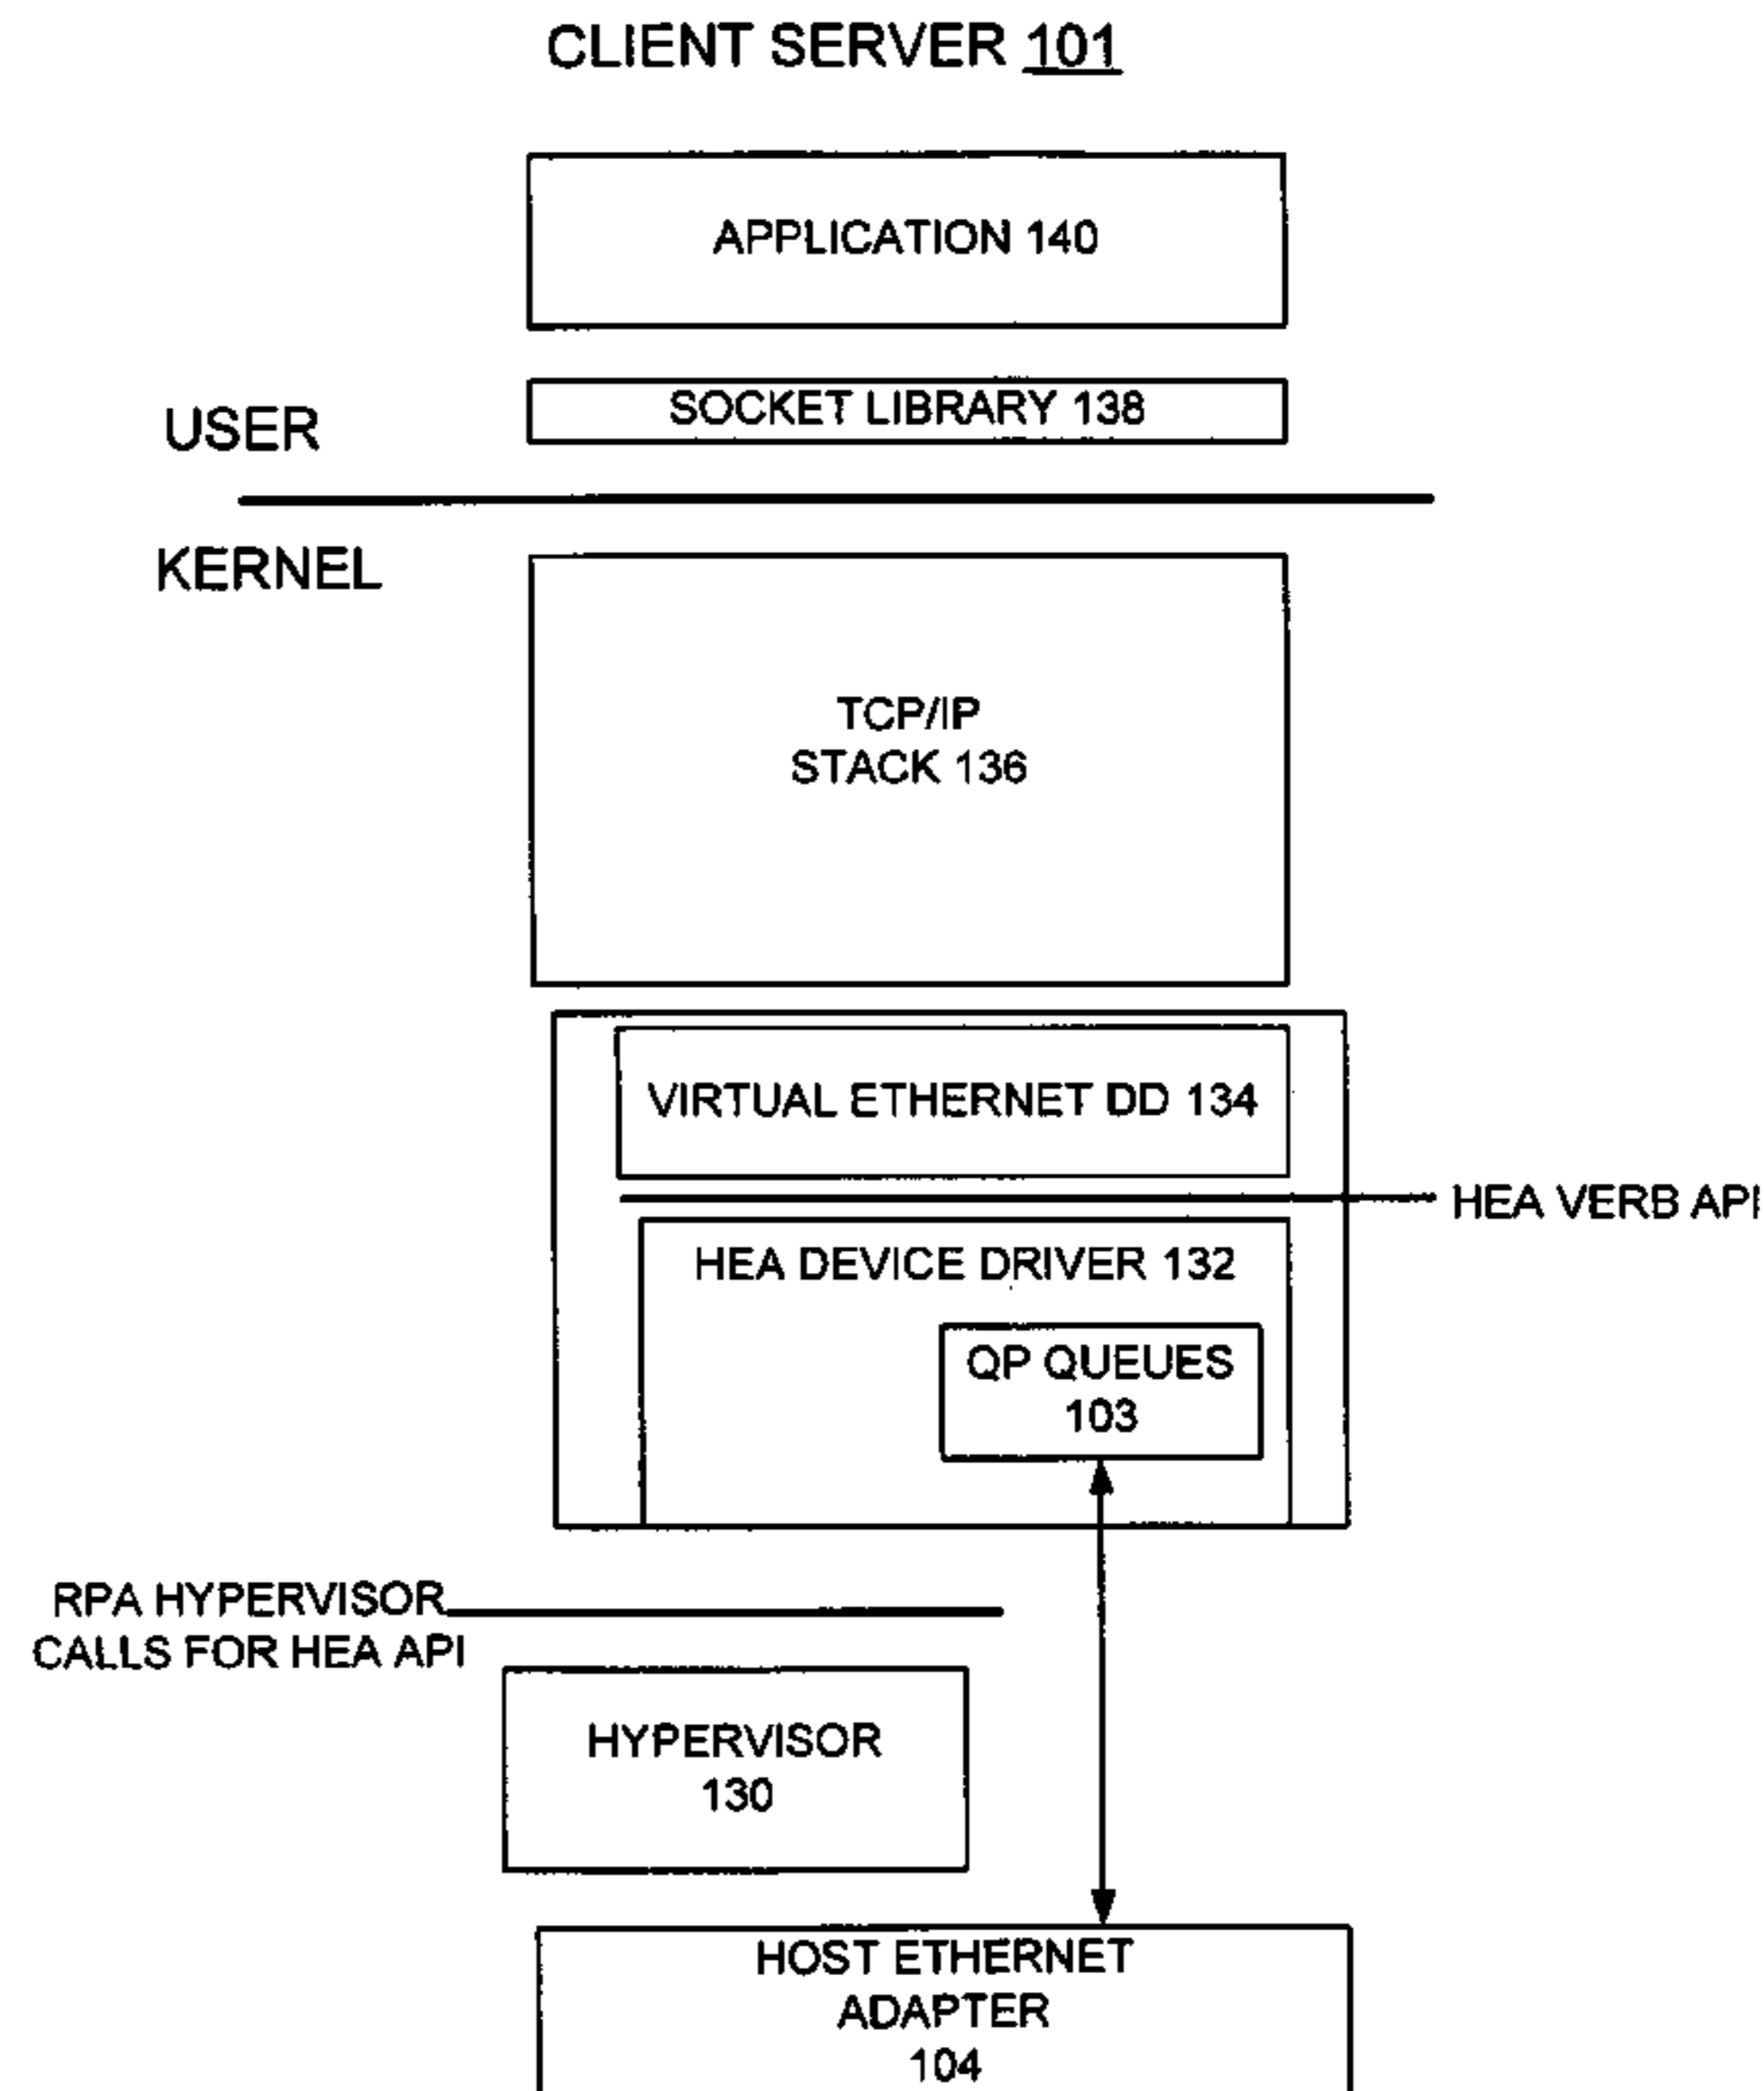 CLIENT SERVER 101
APPLICATION 140
SOCKET LIBRARY 138
USER
KERNEL
TCP/IP
STACK 136
VIRTUAL ETHERNET DD 134
HEA VERB API
HEA DEVICE DRIVER 132
QP QUEUES
103
RPA HYPERVISOR
CALLS FOR HEA API
HYPERVISOR
130
HOST ETHERNET
ADAPTER
104